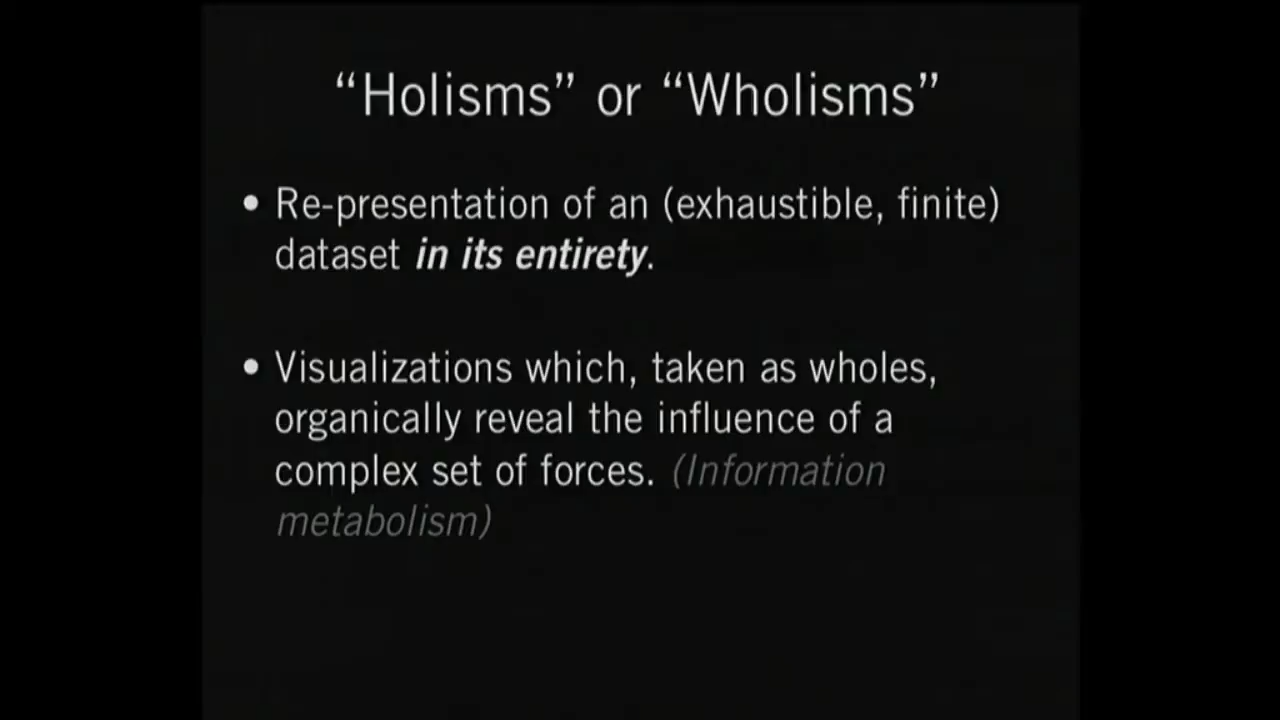 “Holisms” or “Wholisms”
• Re-presentation of an (exhaustible, finite)
dataset in its entirety.
• Visualizations which, taken as wholes,
organically reveal the influence of a
complex set of forces. (Information
metabolism)